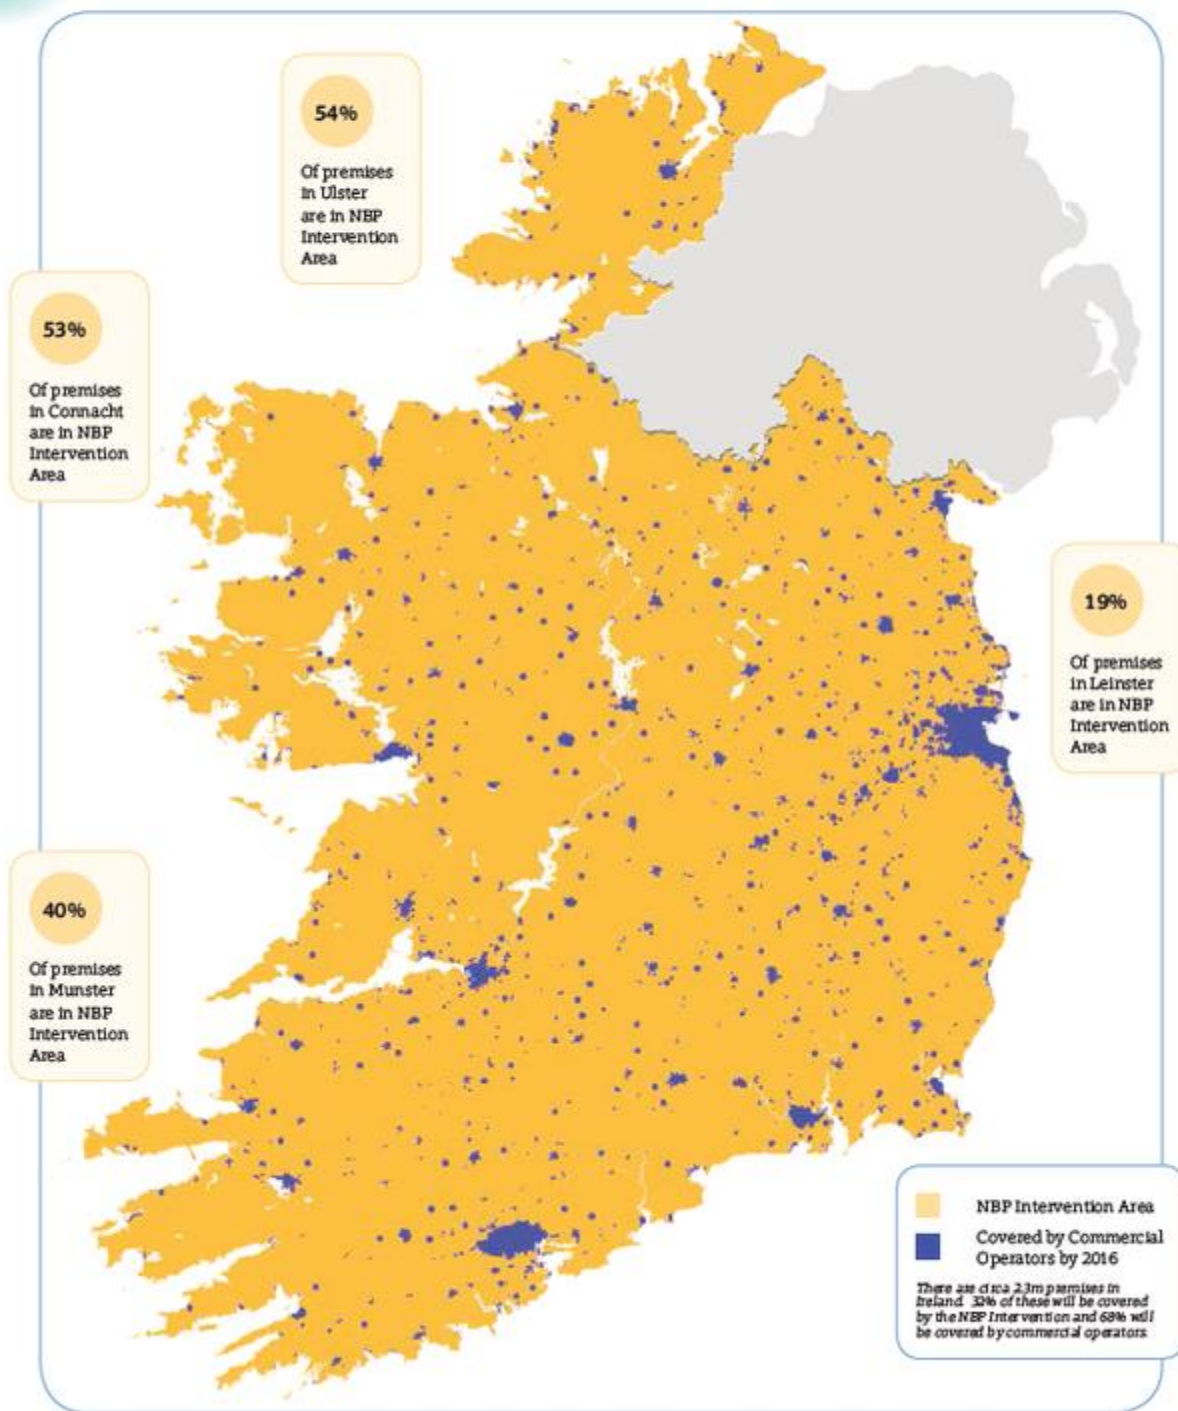 54%
Of premises
in Ulster
are in NBP
Intervention
Area
53%
Of premises
in Connacht
are in NBP
Intervention
Area
19%
Of premises
in Leinster
are in NBP
Intervention
Area
40%
Of premises
in Munster
are in NBP
Intervention
Area
NBP Intervention Area
Covered by Commercial
Operators by 2016
There are circa 2.3m premises in
Ireland. 32% of these will be covered
by the NBP Intervention and 68% will
be covered by commercial operators.